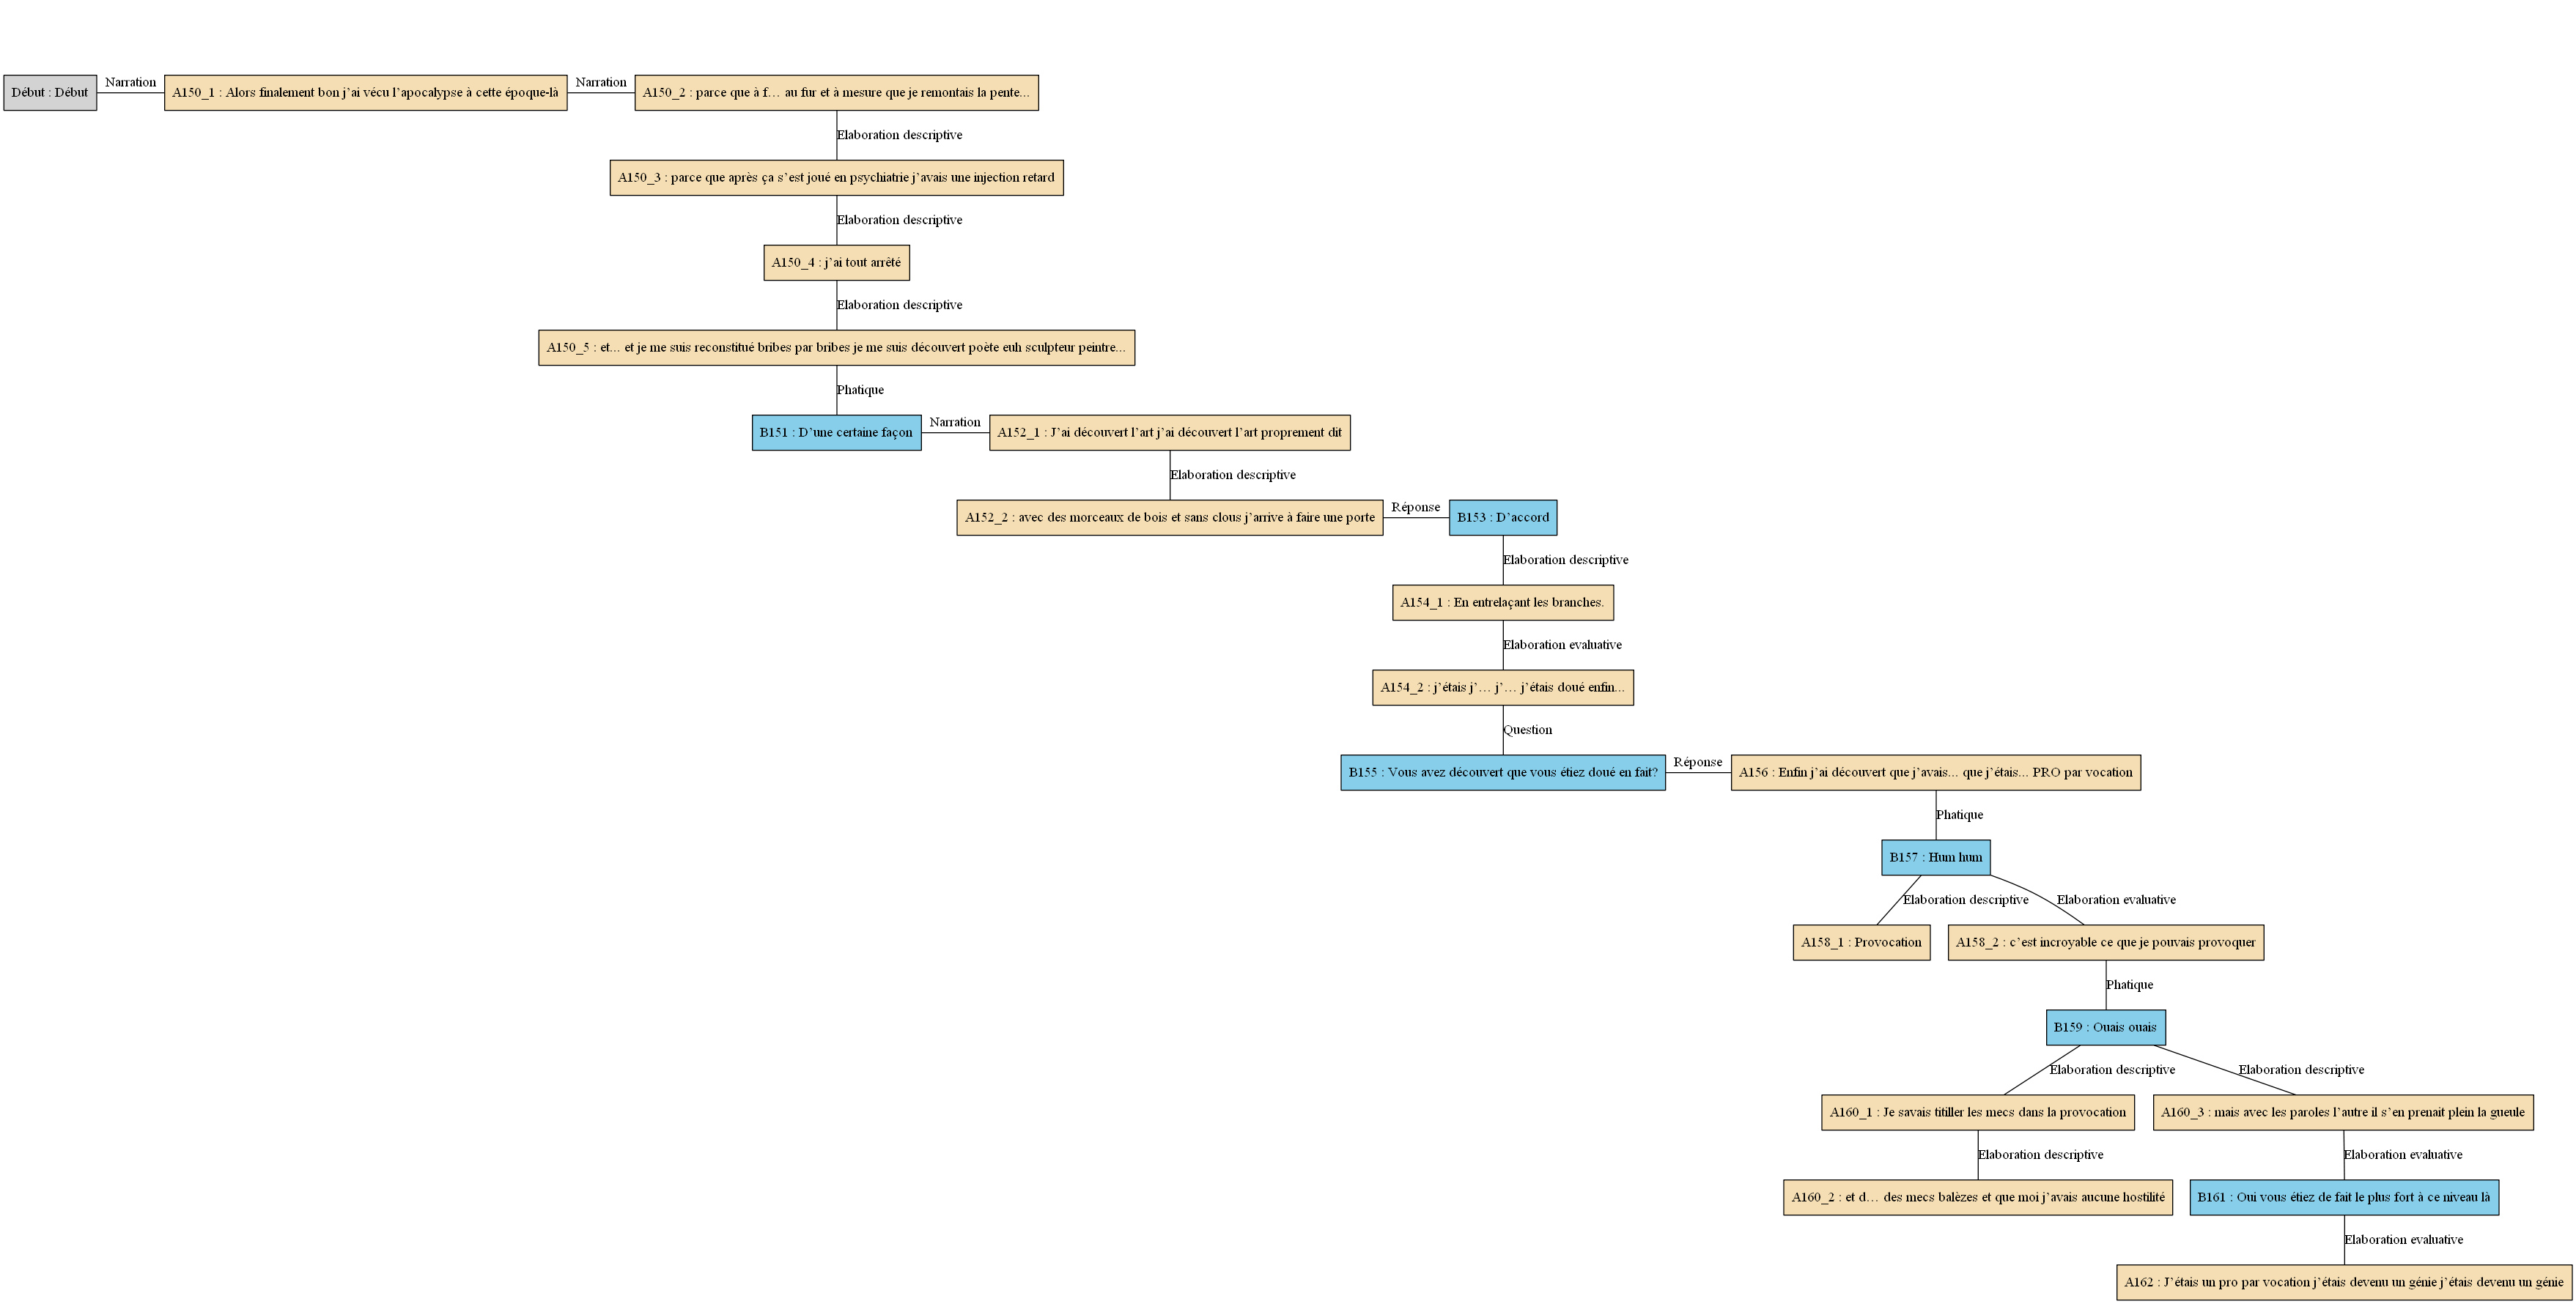 Début : Début
Narration
A150_1 : Alors finalement bon j’ai vécu l’apocalypse à cette époque-là
Narration
A150_2 : parce que à f… au fur et à mesure que je remontais la pente...
Elaboration descriptive
A150_3 : parce que après ça s’est joué en psychiatrie j’avais une injection retard
Elaboration descriptive
A150_4 : j’ai tout arrêté
Elaboration descriptive
A150_5 : et... et je me suis reconstitué bribes par bribes je me suis découvert poète euh sculpteur peintre...
Phatique
B151 : D’une certaine façon
Narration
A152_1 : J’ai découvert l’art j’ai découvert l’art proprement dit
Elaboration descriptive
A152_2 : avec des morceaux de bois et sans clous j’arrive à faire une porte
Réponse
B153 : D’accord
Elaboration descriptive
A154_1 : En entrelaçant les branches.
Elaboration evaluative
A154_2 : j’étais j’… j’… j’étais doué enfin...
Question
B155 : Vous avez découvert que vous étiez doué en fait?
Réponse
A156 : Enfin j’ai découvert que j’avais... que j’étais... PRO par vocation
Phatique
B157 : Hum hum
Elaboration descriptive
Elaboration evaluative
A158_1 : Provocation
A158_2 : c’est incroyable ce que je pouvais provoquer
Phatique
B159 : Ouais ouais
Elaboration descriptive
Elaboration descriptive
A160_1 : Je savais titiller les mecs dans la provocation
A160_3 : mais avec les paroles l’autre il s’en prenait plein la gueule
Elaboration descriptive
Elaboration evaluative
A160_2 : et d… des mecs balèzes et que moi j’avais aucune hostilité
B161 : Oui vous étiez de fait le plus fort à ce niveau là
Elaboration evaluative
A162 : J’étais un pro par vocation j’étais devenu un génie j’étais devenu un génie